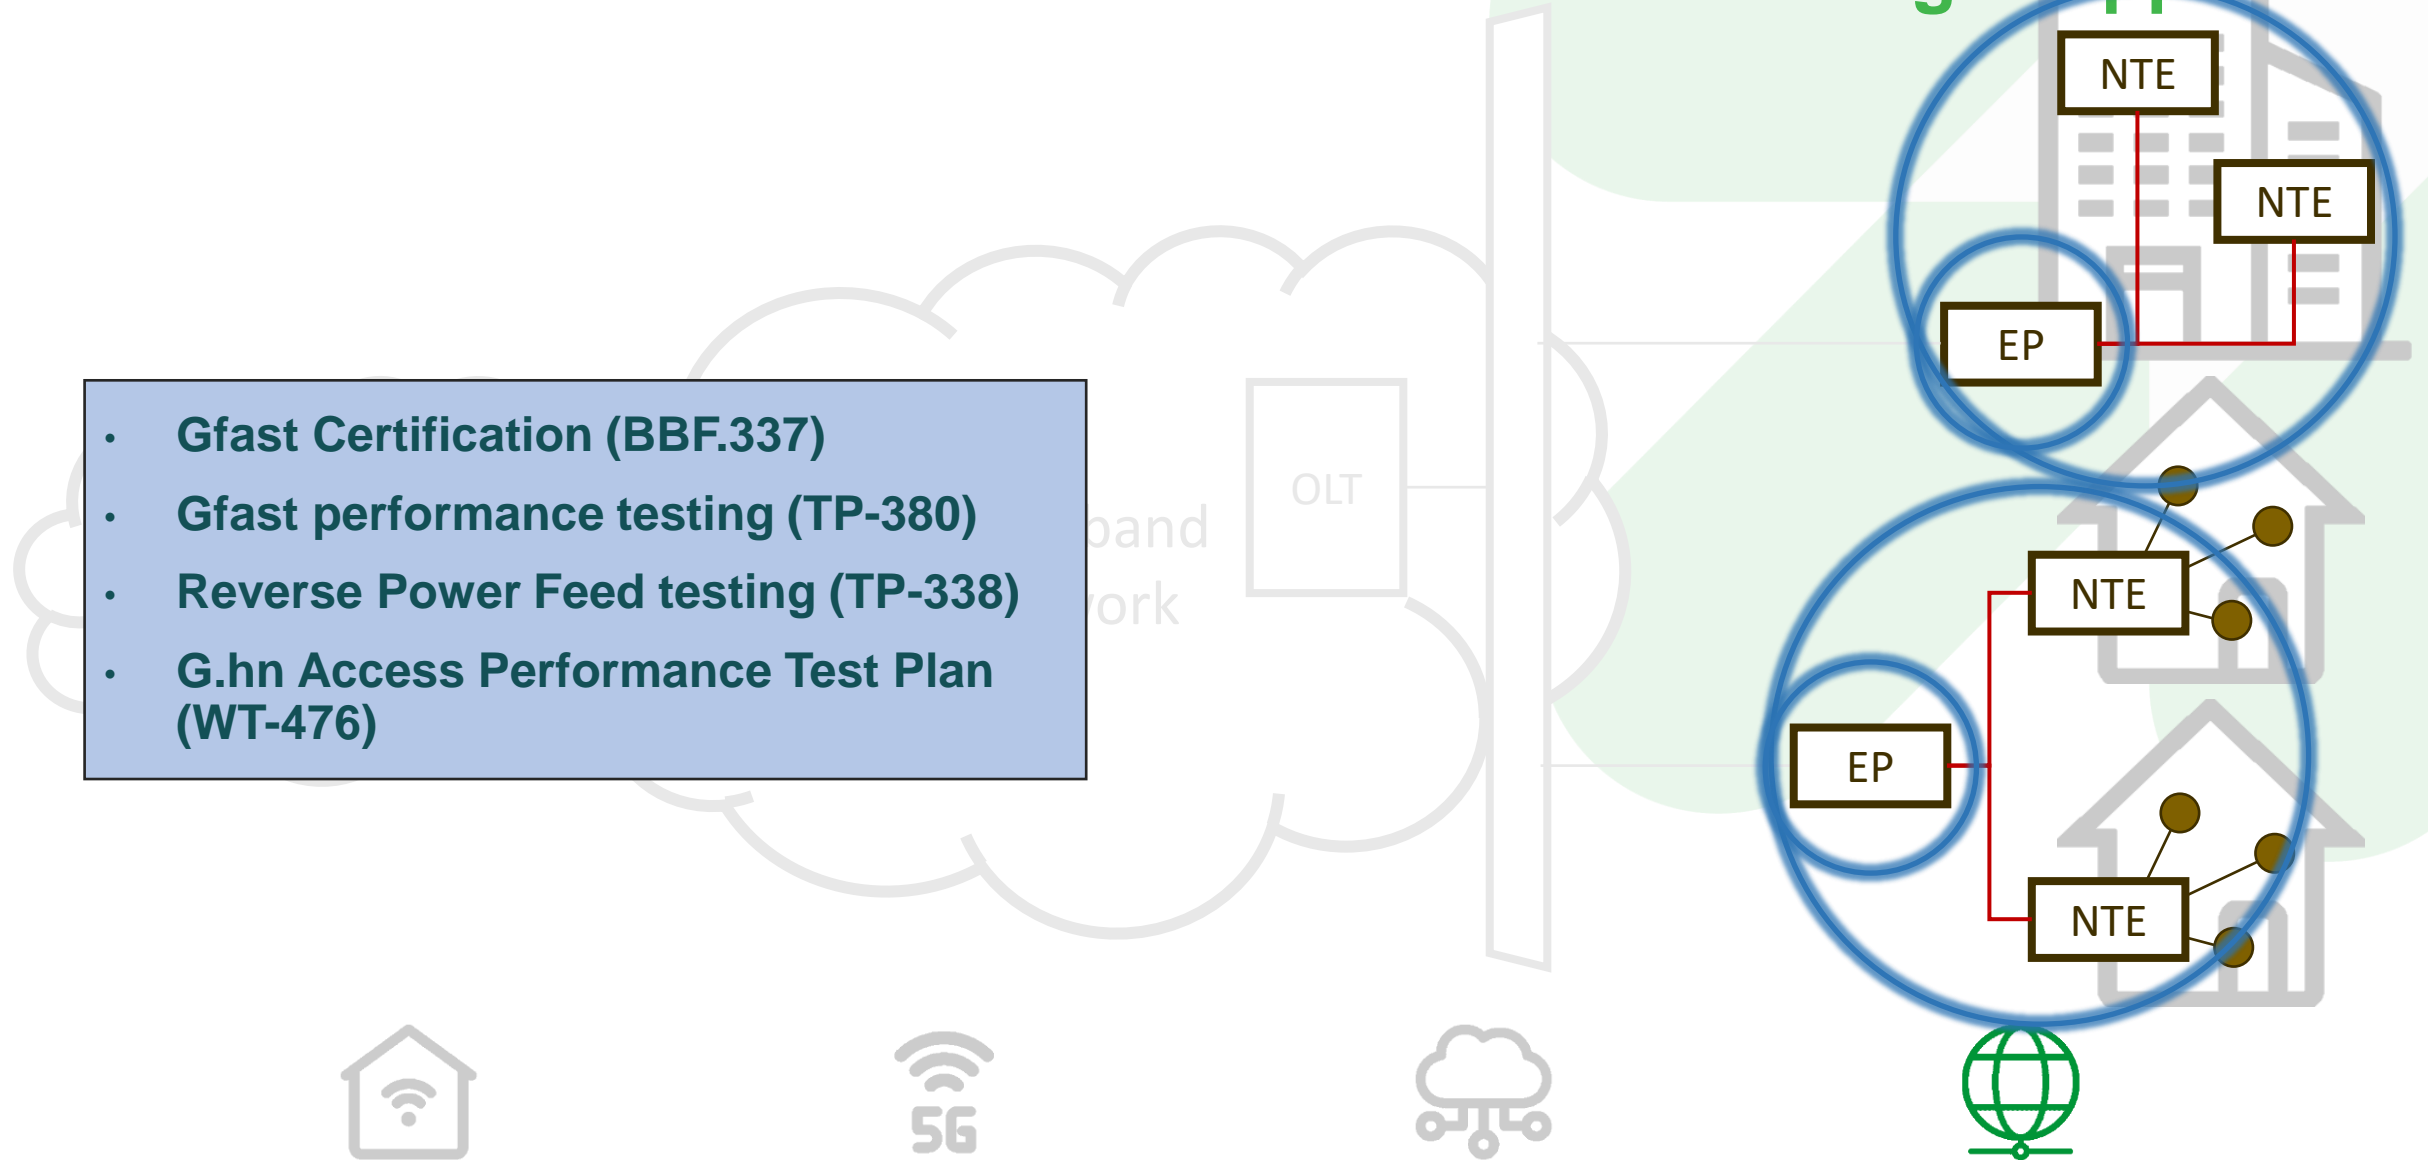 NTE
NTE
EP
• Gfast Certification (BBF.337)
• Gfast performance testing (TP-380)
• Reverse Power Feed testing (TP-338)
• G.hn Access Performance Test Plan
(WT-476)
OLT
NTE
EP
NTE
5G